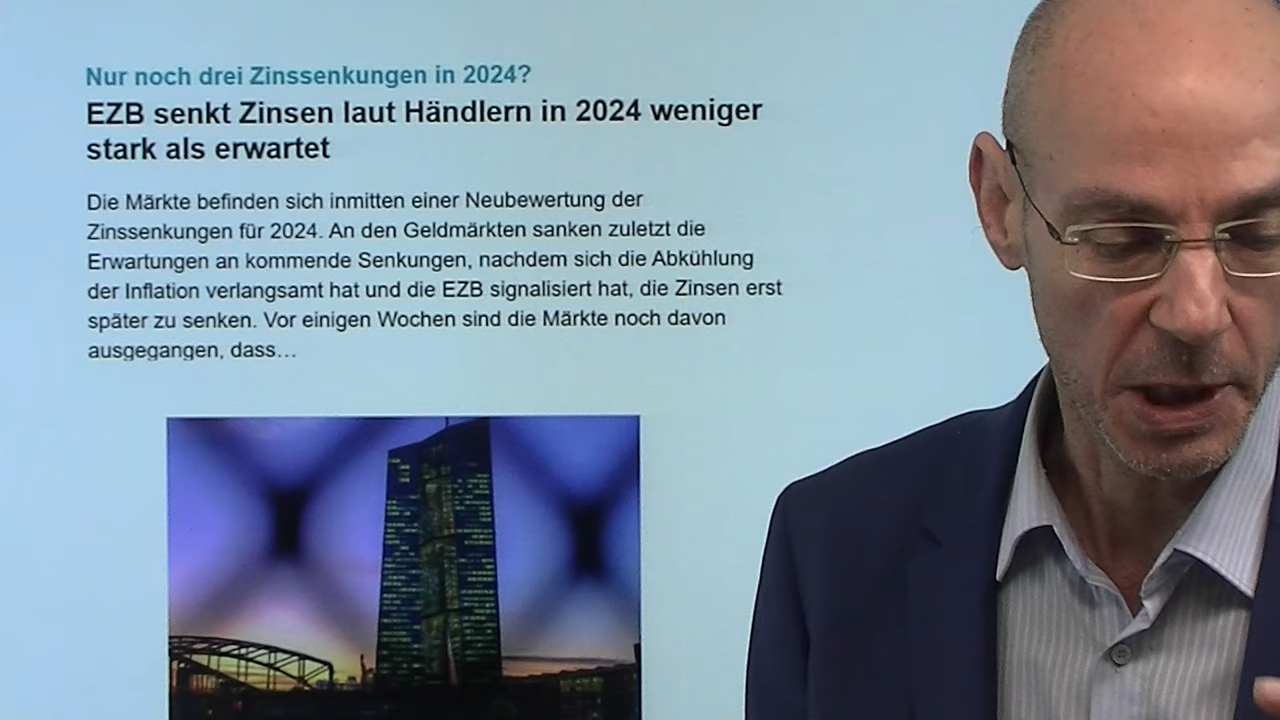 Nur noch drei Zinssenkungen in 2024?
EZB senkt Zinsen laut Händlern in 2024 weniger
stark als erwartet
Die Märkte befinden sich inmitten einer Neubewertung der
Zinssenkungen für 2024. An den Geldmärkten sanken zuletzt die
Erwartungen an kommende Senkungen, nachdem sich die Abkühlung
der Inflation verlangsamt hat und die EZB signalisiert hat, die Zinsen erst
später zu senken. Vor einigen Wochen sind die Märkte noch davon
ausgegangen, dass…